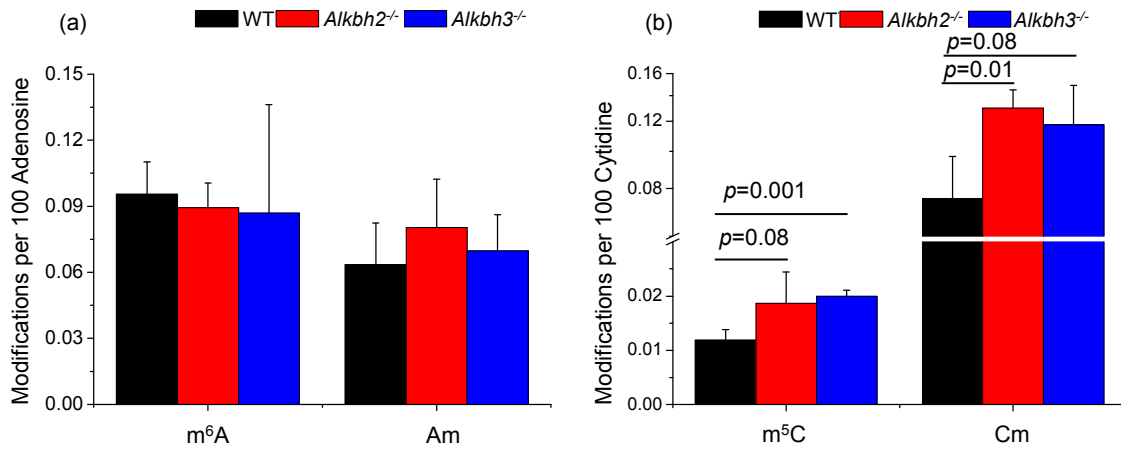 (a)
WT Alkbh2-/- Alkbh3-/-
Modifications per 100 Adenosine
0.15
0.12
0.09
0.06
0.03
0.00
m⁶A Am
(b)
WT Alkbh2-/- Alkbh3-/-
Modifications per 100 Cytidine
0.16
0.12
0.08
0.02
0.01
0.00
p=0.08
p=0.01
p=0.001
p=0.08
m⁵C Cm